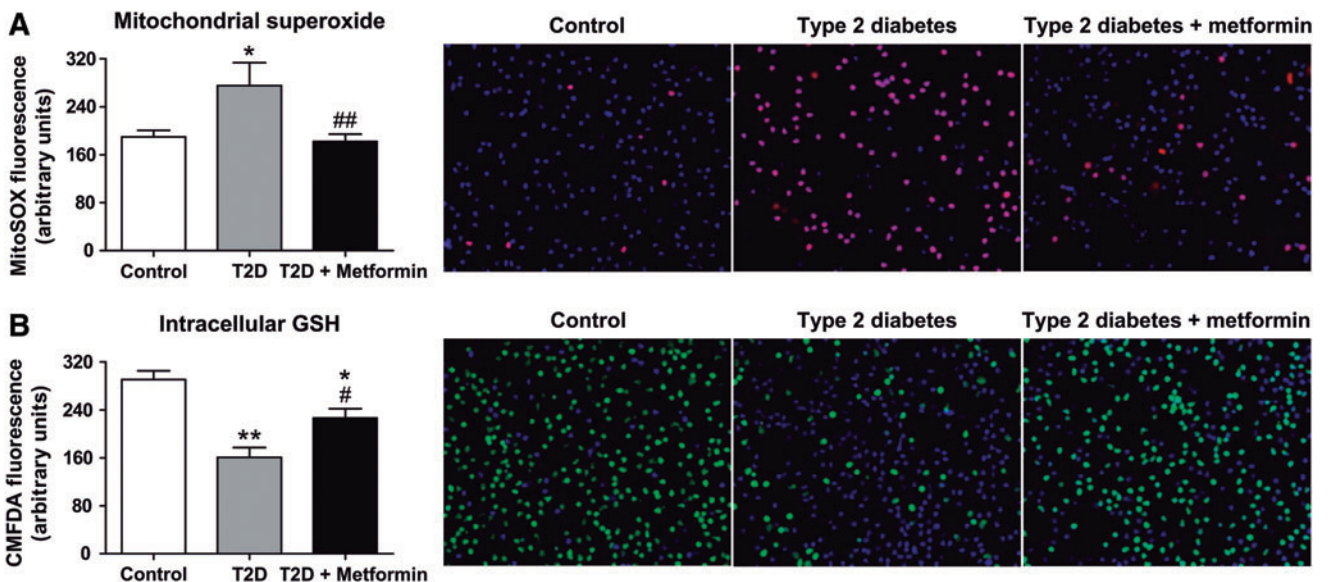 A
Mitochondrial superoxide
MitoSOX fluorescence
(arbitrary units)
320
240
160
80
0
*
##
Control
T2D
T2D + Metformin
Control
Type 2 diabetes
Type 2 diabetes + metformin
B
Intracellular GSH
CMFDA fluorescence
(arbitrary units)
320
240
160
80
0
**
*
#
Control
T2D
T2D + Metformin
Control
Type 2 diabetes
Type 2 diabetes + metformin